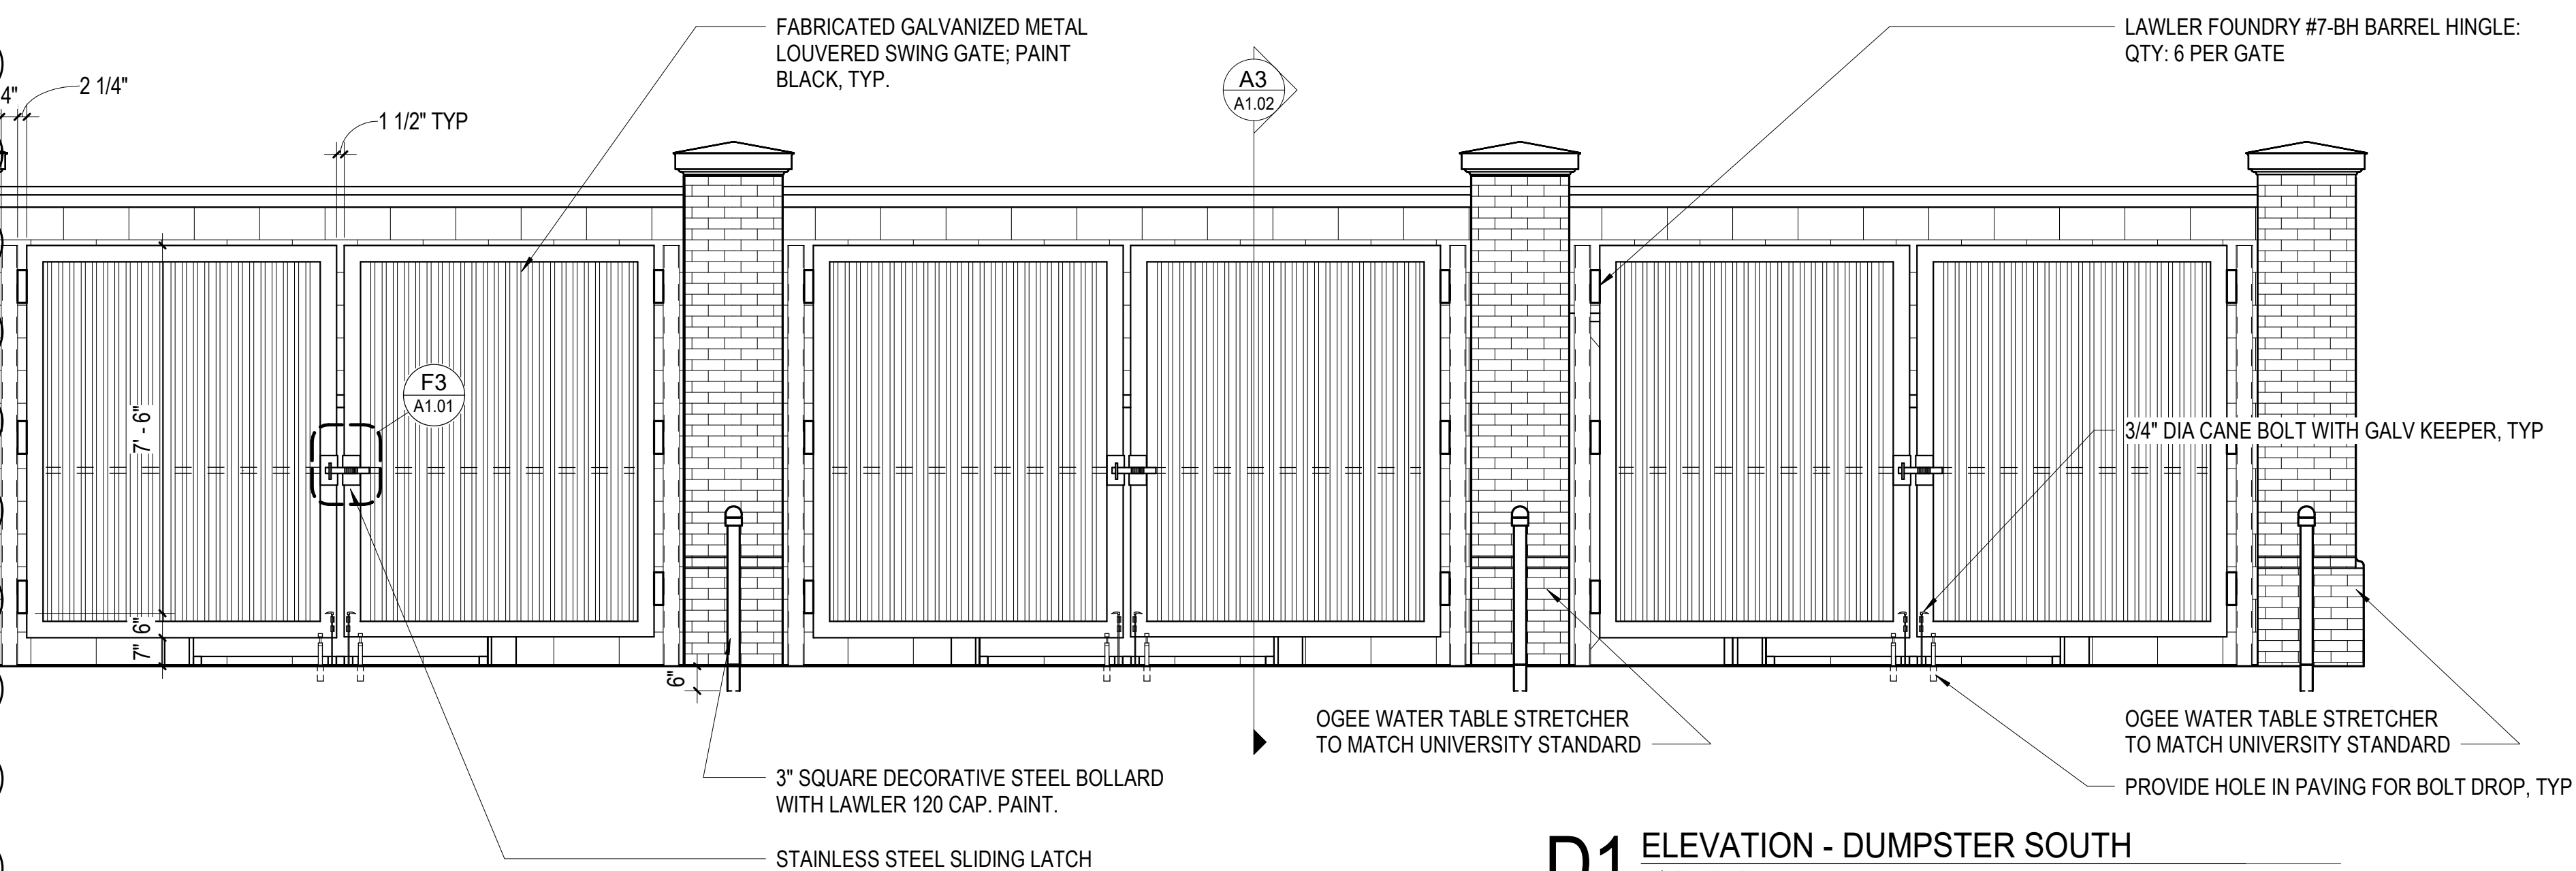 FABRICATED GALVANIZED METAL
LOUVERED SWING GATE; PAINT
BLACK, TYP.
LAWLER FOUNDRY #7-BH BARREL HINGLE:
QTY: 6 PER GATE
4"
2 1/4"
1 1/2" TYP
A3
A1.02
F3
A1.01
7' - 6"
6"
7"
6"
3/4" DIA CANE BOLT WITH GALV KEEPER, TYP
OGEE WATER TABLE STRETCHER
TO MATCH UNIVERSITY STANDARD
OGEE WATER TABLE STRETCHER
TO MATCH UNIVERSITY STANDARD
3" SQUARE DECORATIVE STEEL BOLLARD
WITH LAWLER 120 CAP. PAINT.
PROVIDE HOLE IN PAVING FOR BOLT DROP, TYP
STAINLESS STEEL SLIDING LATCH
D1 ELEVATION - DUMPSTER SOUTH